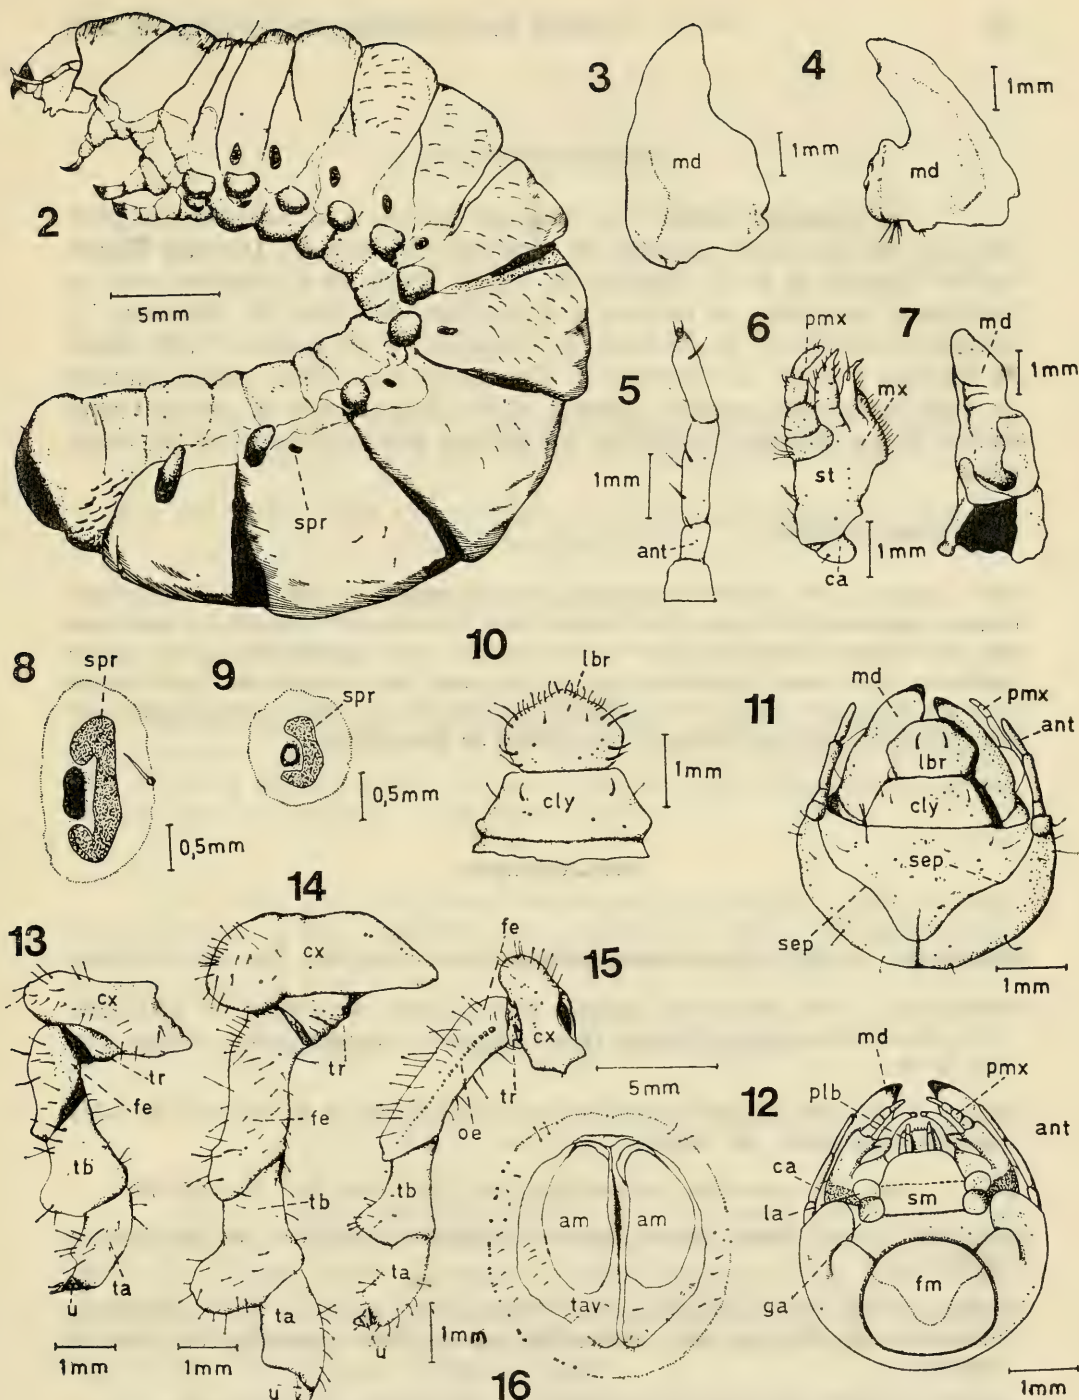 2
5mm
spr
3
md
1mm
4
1mm
md
5
1mm
ant
6
pmx
mx
st
1mm
ca
7
md
1mm
8
spr
0,5mm
9
spr
0,5mm
10
lbr
cly
1mm
11
md
pmx
ant
lbr
cly
sep
sep
1mm
13
cx
tr
fe
tb
ta
u
1mm
14
cx
tr
fe
tb
ta
u
1mm
15
fe
cx
tr
oe
tb
ta
u
1mm
5mm
am
am
tav
16
12
md
pmx
plb
ant
ca
sm
la
fm
ga
1mm